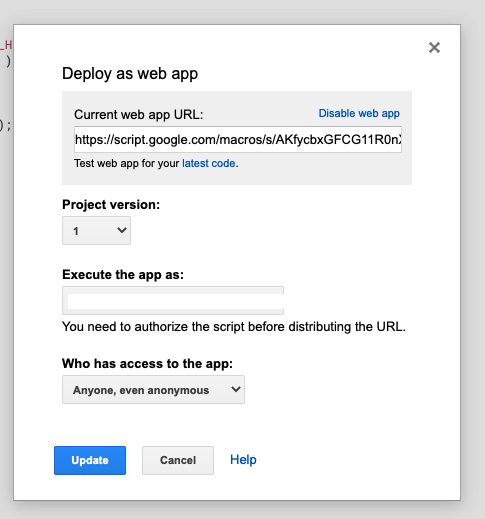 _H
)
✕
Deploy as web app
Current web app URL: Disable web app
https://script.google.com/macros/s/AKfycbxGFCG11R0n
Test web app for your latest code.
);
Project version:
1
Execute the app as:
You need to authorize the script before distributing the URL.
Who has access to the app:
Anyone, even anonymous
Update Cancel Help